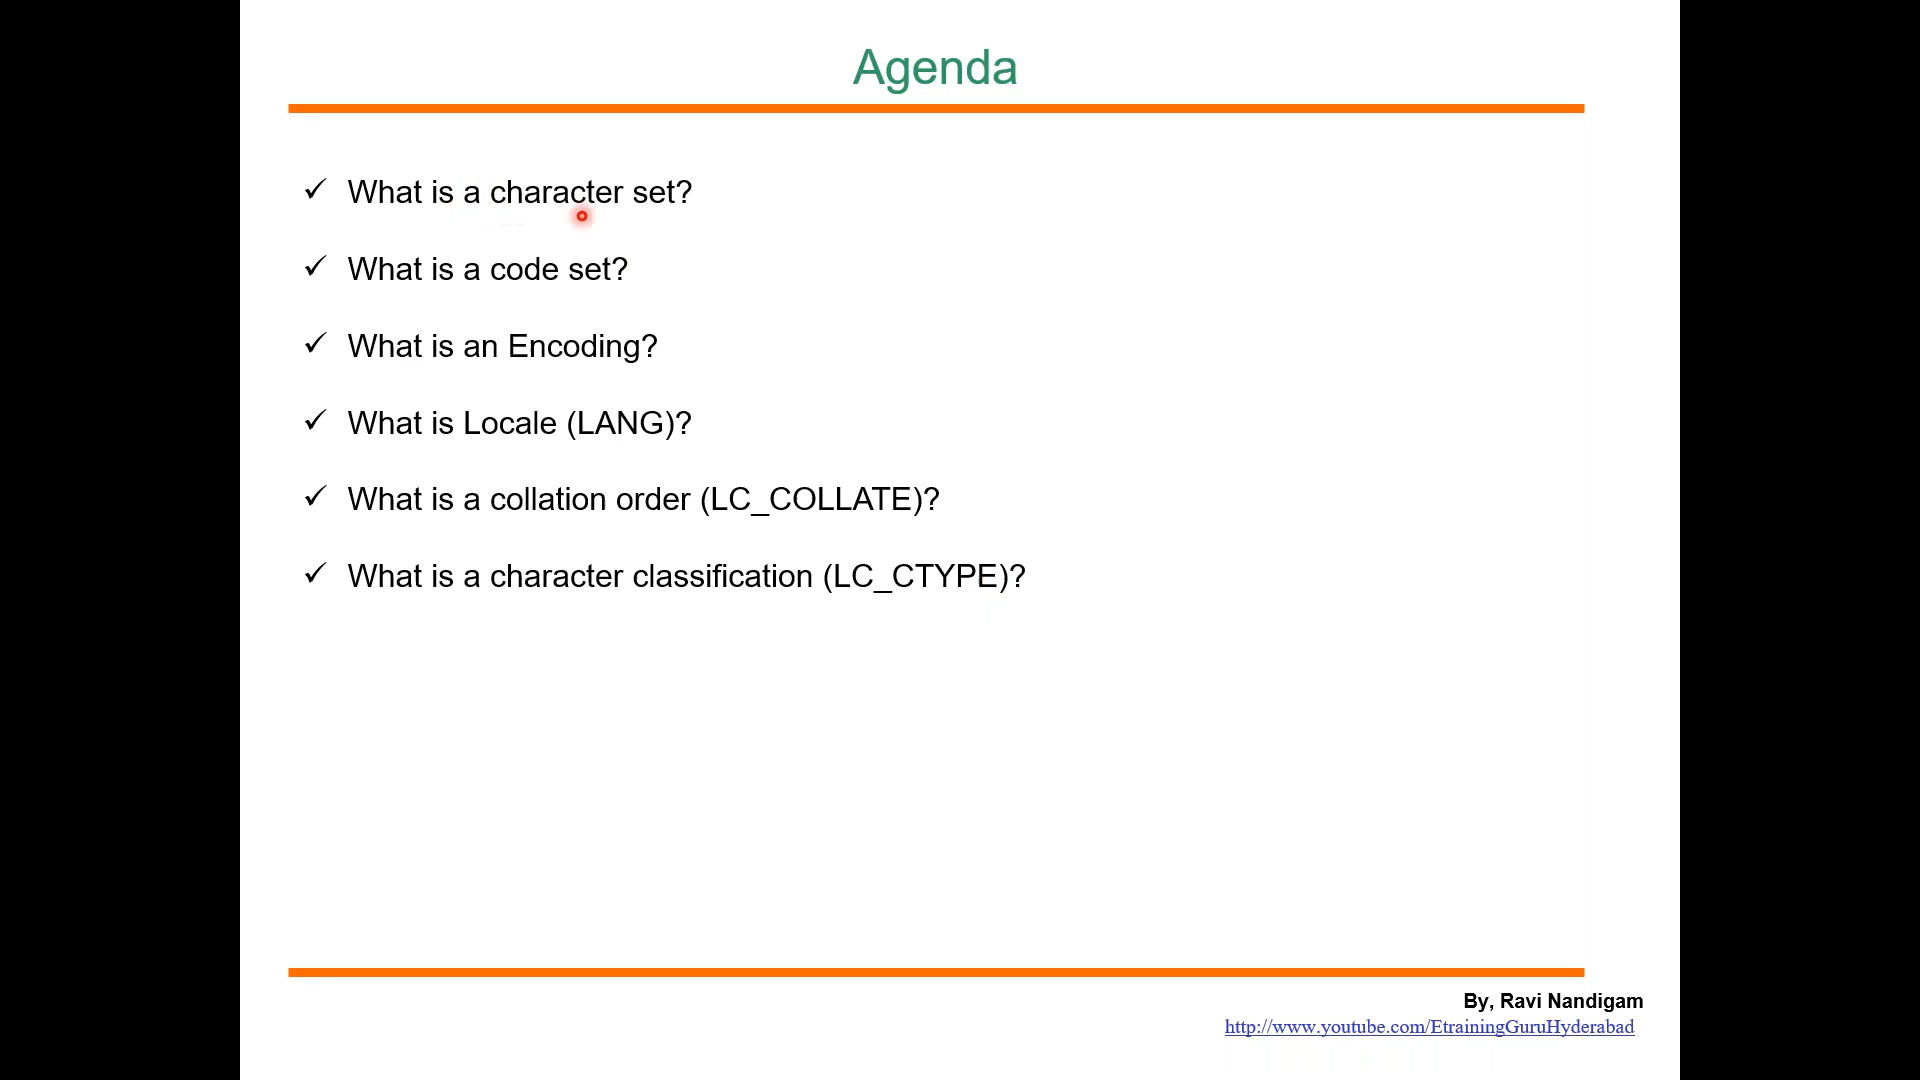 Agenda
✓ What is a character set?
✓ What is a code set?
✓ What is an Encoding?
✓ What is Locale (LANG)?
✓ What is a collation order (LC_COLLATE)?
✓ What is a character classification (LC_CTYPE)?
By, Ravi Nandigam
http://www.youtube.com/EtrainingGuruHyderabad